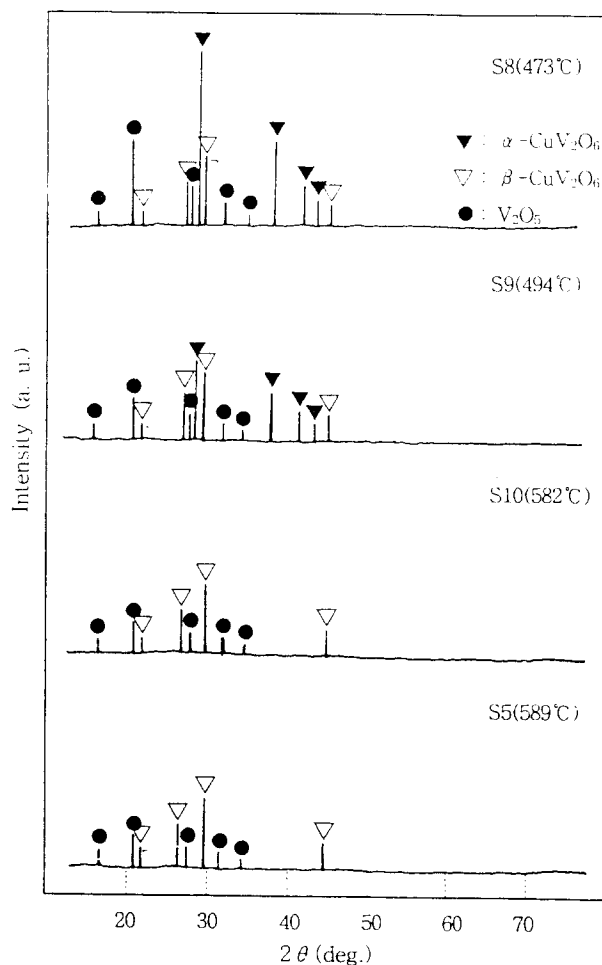 S8(473℃)
▼ : α-CuV₂O₆
▽ : β-CuV₂O₆
● : V₂O₅
S9(494℃)
Intensity (a. u.)
S10(582℃)
S5(589℃)
20 30 40 50 60 70
2 θ (deg.)